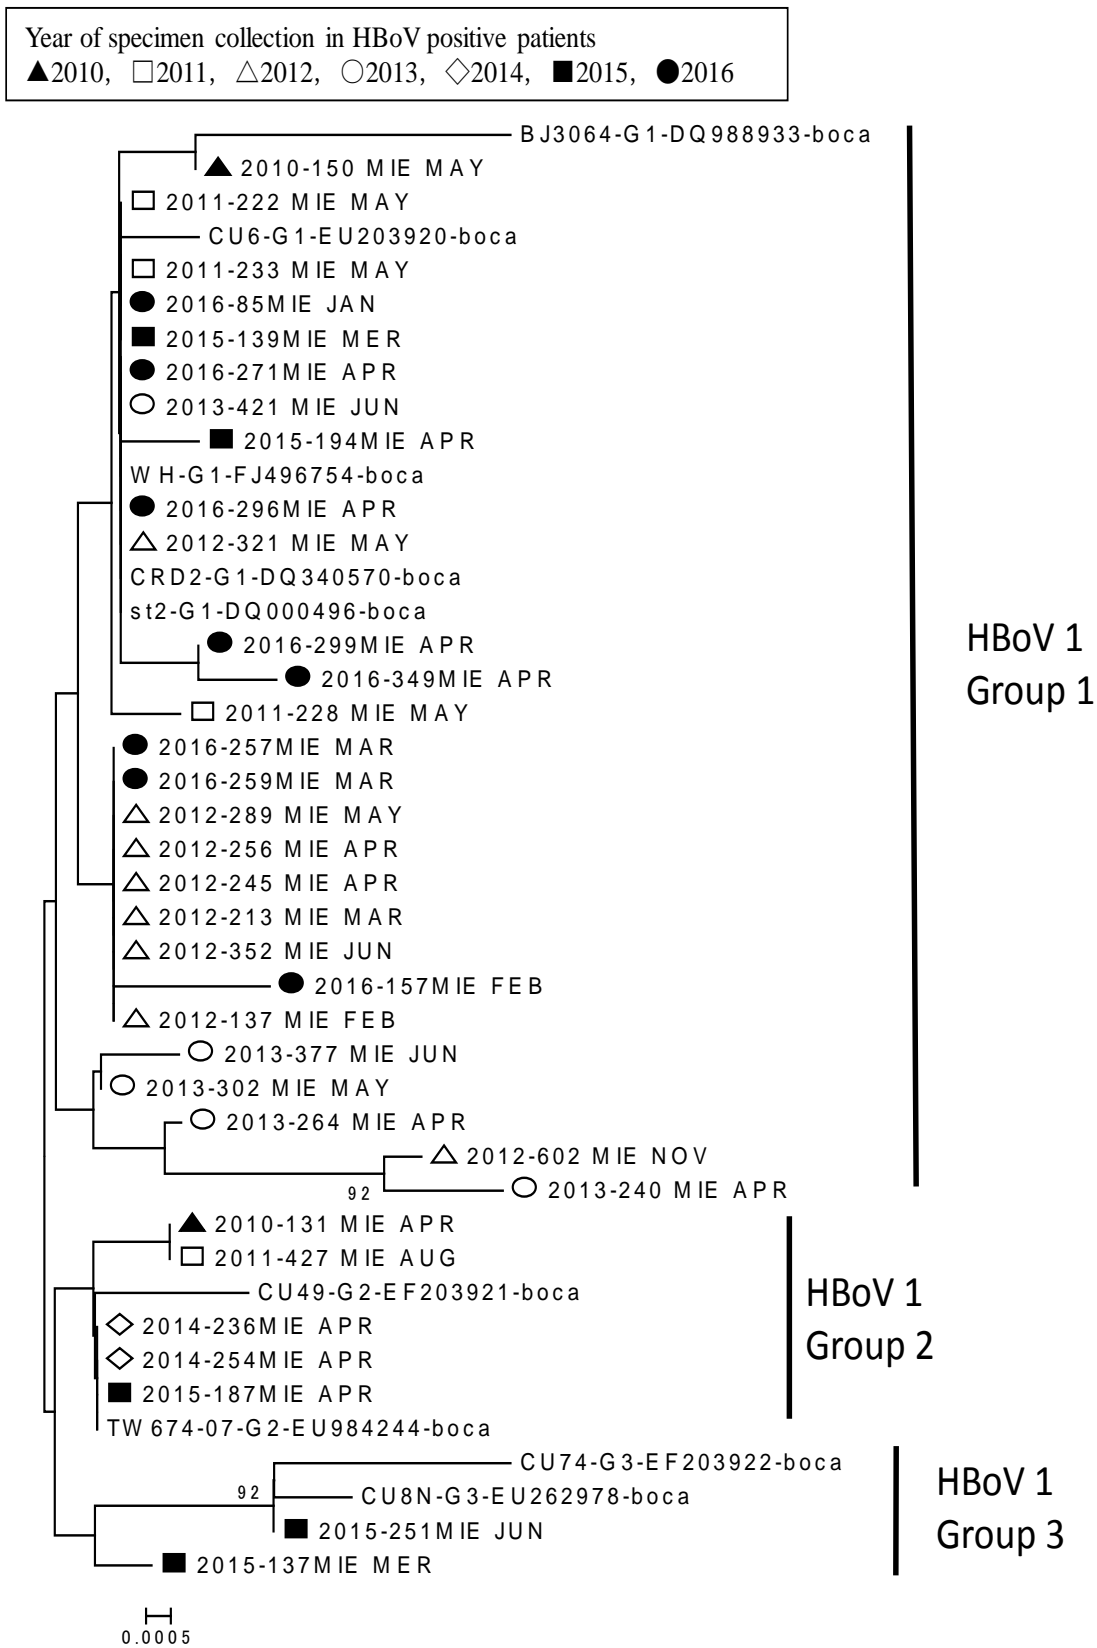 Year of specimen collection in HBoV positive patients
▲2010, □2011, △2012, ○2013, ◇2014, ■2015, ●2016
BJ3064-G1-DQ988933-boca
2010-150 MIE MAY
2011-222 MIE MAY
CU6-G1-EU203920-boca
2011-233 MIE MAY
2016-85MIE JAN
2015-139MIE MER
2016-271MIE APR
2013-421 MIE JUN
2015-194MIE APR
WH-G1-FJ496754-boca
2016-296MIE APR
2012-321 MIE MAY
CRD2-G1-DQ340570-boca
st2-G1-DQ000496-boca
2016-299MIE APR
2016-349MIE APR
2011-228 MIE MAY
2016-257MIE MAR
2016-259MIE MAR
2012-289 MIE MAY
2012-256 MIE APR
2012-245 MIE APR
2012-213 MIE MAR
2012-352 MIE JUN
2016-157MIE FEB
2012-137 MIE FEB
2013-377 MIE JUN
2013-302 MIE MAY
2013-264 MIE APR
2012-602 MIE NOV
92
2013-240 MIE APR
HBoV 1
Group 1
2010-131 MIE APR
2011-427 MIE AUG
CU49-G2-EF203921-boca
2014-236MIE APR
2014-254MIE APR
2015-187MIE APR
TW674-07-G2-EU984244-boca
HBoV 1
Group 2
CU74-G3-EF203922-boca
92
CU8N-G3-EU262978-boca
2015-251MIE JUN
2015-137MIE MER
HBoV 1
Group 3
0.0005